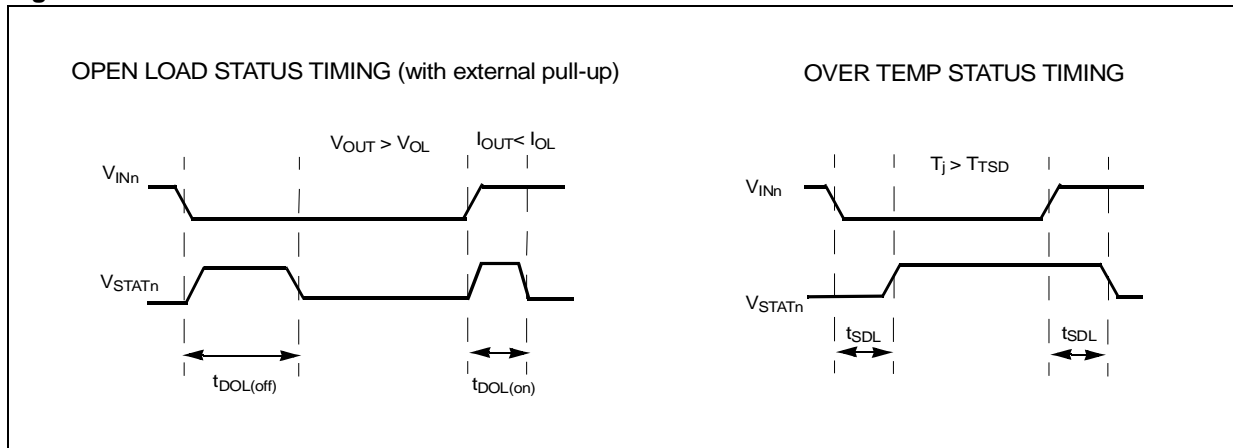 OPEN LOAD STATUS TIMING (with external pull-up)
VOUT > VOL
IOUT< IOL
VINn
VSTATn
tDOL(off)
tDOL(on)
OVER TEMP STATUS TIMING
Tj > TTSD
VINn
VSTATn
tSDL
tSDL